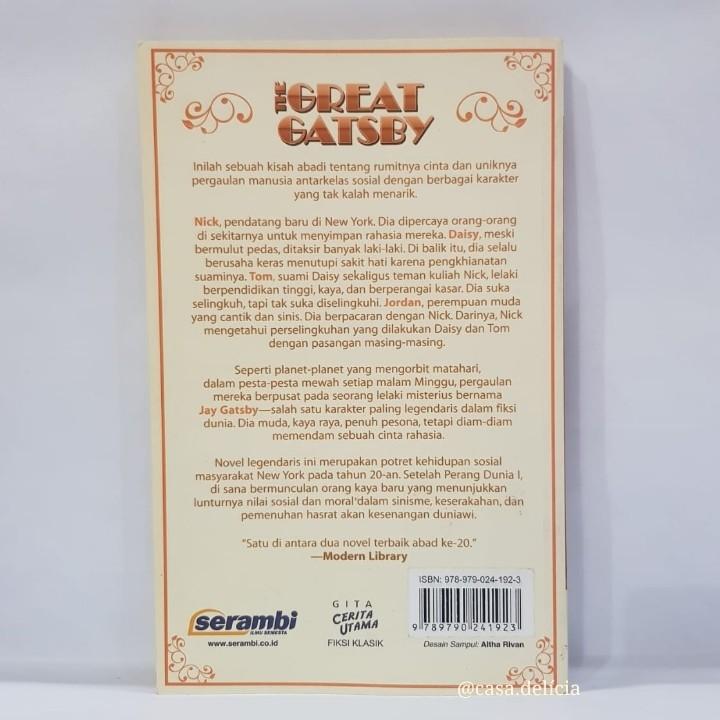 THE GREAT
GATSBY
Inilah sebuah kisah abadi tentang rumitnya cinta dan uniknya
pergaulan manusia antarkelas sosial dengan berbagai karakter
yang tak kalah menarik.
Nick, pendatang baru di New York. Dia dipercaya orang-orang
di sekitarnya untuk menyimpan rahasia mereka. Daisy, meski
bermulut pedas, ditaksir banyak laki-laki. Di balik itu, dia selalu
berusaha keras menutupi sakit hati karena pengkhianatan
suaminya. Tom, suami Daisy sekaligus teman kuliah Nick, lelaki
berpendidikan tinggi, kaya, dan berperangai kasar. Dia suka
selingkuh, tapi tak suka diselingkuhi. Jordan, perempuan muda
yang cantik dan sinis. Dia berpacaran dengan Nick. Darinya, Nick
mengetahui perselingkuhan yang dilakukan Daisy dan Tom
dengan pasangan masing-masing.
Seperti planet-planet yang mengorbit matahari,
dalam pesta-pesta mewah setiap malam Minggu, pergaulan
mereka berpusat pada seorang lelaki misterius bernama
Jay Gatsby—salah satu karakter paling legendaris dalam fiksi
dunia. Dia muda, kaya raya, penuh pesona, tetapi diam-diam
memendam sebuah cinta rahasia.
Novel legendaris ini merupakan potret kehidupan sosial
masyarakat New York pada tahun 20-an. Setelah Perang Dunia I,
di sana bermunculan orang kaya baru yang menunjukkan
lunturnya nilai sosial dan moral dalam sinisme, keserakahan, dan
pemenuhan hasrat akan kesenangan duniawi.
“Satu di antara dua novel terbaik abad ke-20.”
—Modern Library
serambi
ILMU SEMESTA
www.serambi.co.id
GITA
CERITA
UTAMA
FIKSI KLASIK
ISBN: 978-979-024-192-3
9 789790 241923
Desain Sampul: Altha Rivan
@casa.delícia